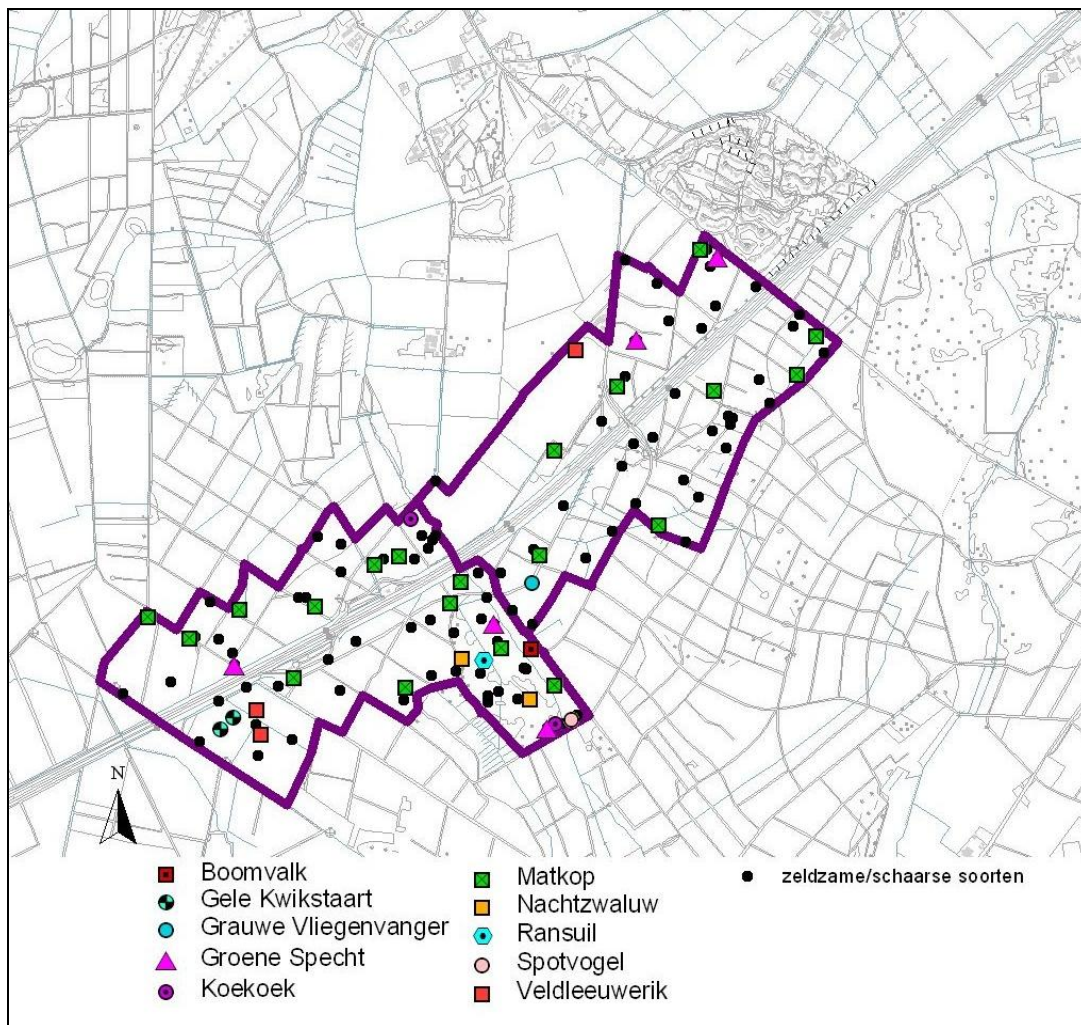 N
Boomvalk
Gele Kwikstaart
Grauwe Vliegenvanger
Groene Specht
Koekoek
Matkop
Nachtzwaluw
Ransuil
Spotvogel
Veldleeuwerik
zeldzame/schaarse soorten